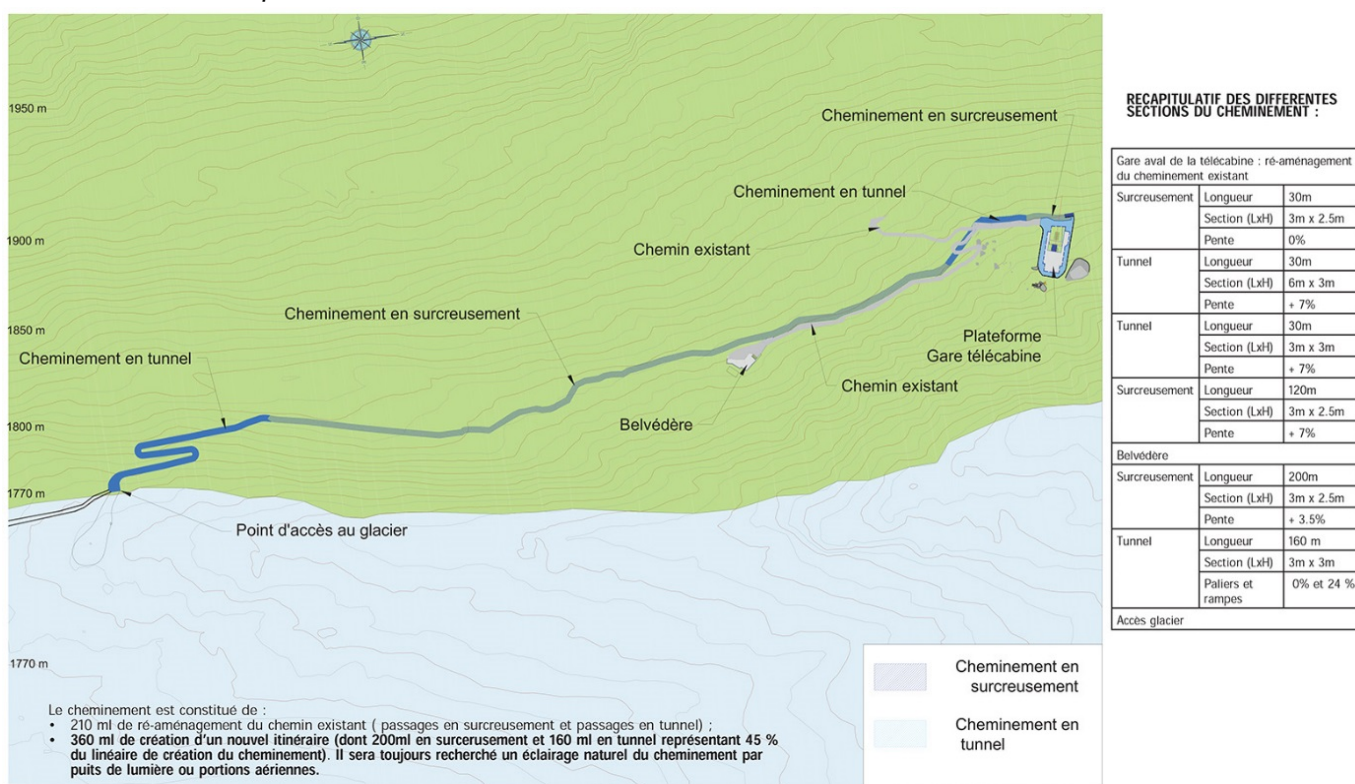 1950 m
Cheminement en surcreusement
Cheminement en tunnel
1900 m
Chemin existant
1850 m
Cheminement en surcreusement
Plateforme
Gare télécabine
Cheminement en tunnel
Chemin existant
Belvédère
1800 m
1770 m
Point d'accès au glacier
1770 m
Le cheminement est constitué de :
• 210 ml de ré-aménagement du chemin existant ( passages en surcreusement et passages en tunnel) ;
• 360 ml de création d'un nouvel itinéraire (dont 200ml en surcerusement et 160 ml en tunnel représentant 45 %
du linéaire de création du cheminement). Il sera toujours recherché un éclairage naturel du cheminement par
puits de lumière ou portions aériennes.
Cheminement en
surcreusement
Cheminement en
tunnel
RECAPITULATIF DES DIFFERENTES
SECTIONS DU CHEMINEMENT :
Gare aval de la télécabine : ré-aménagement
du cheminement existant
Surcreusement Longueur 30m
Section (LxH) 3m x 2.5m
Pente 0%
Tunnel Longueur 30m
Section (LxH) 6m x 3m
Pente + 7%
Tunnel Longueur 30m
Section (LxH) 3m x 3m
Pente + 7%
Surcreusement Longueur 120m
Section (LxH) 3m x 2.5m
Pente + 7%
Belvédère
Surcreusement Longueur 200m
Section (LxH) 3m x 2.5m
Pente + 3.5%
Tunnel Longueur 160 m
Section (LxH) 3m x 3m
Paliers et
rampes 0% et 24 %
Accès glacier